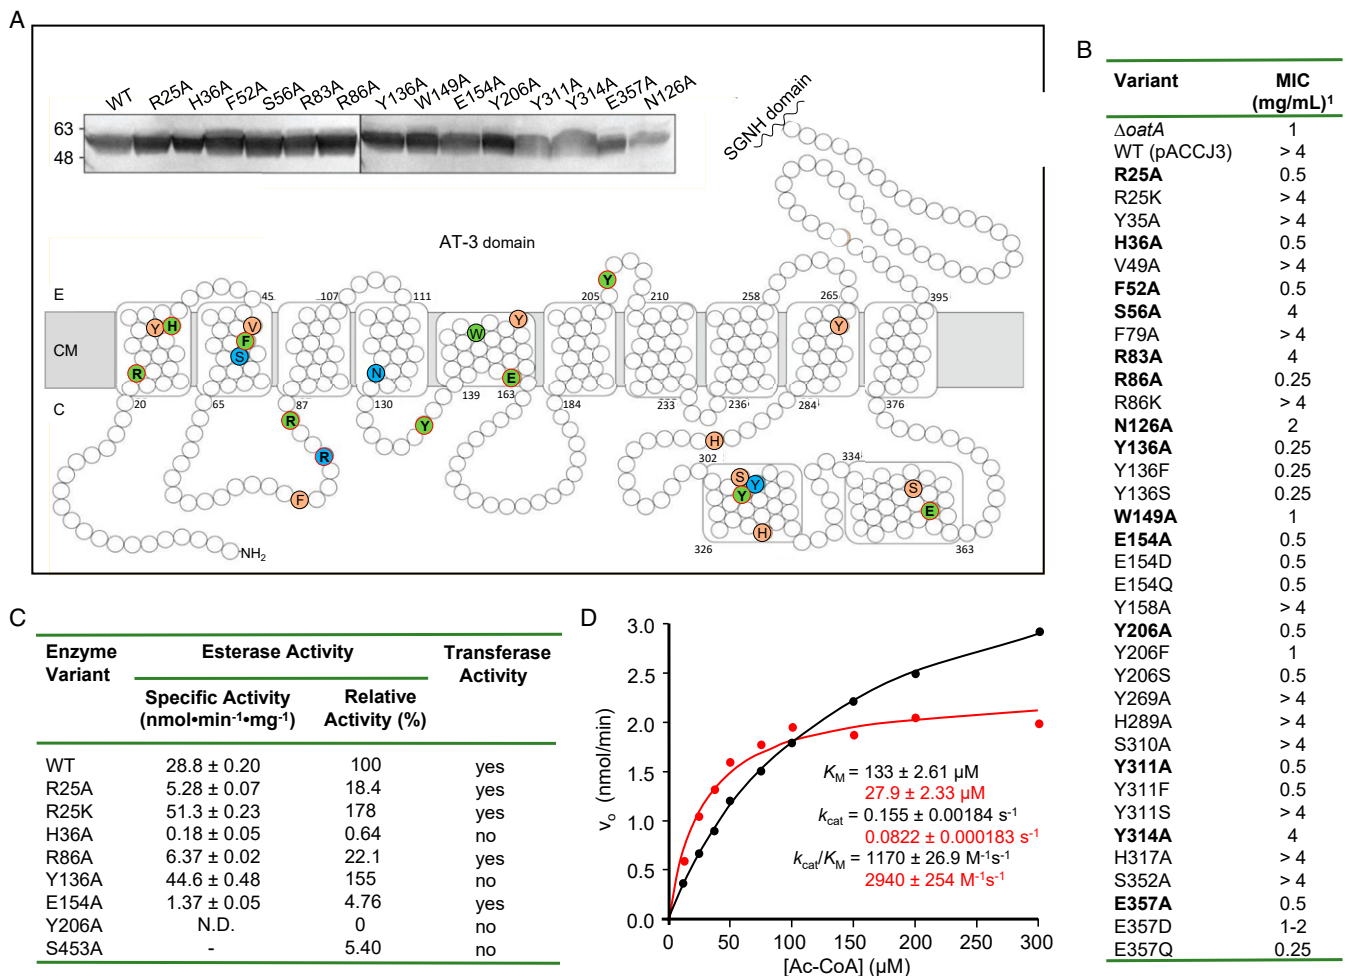 A
WT R25A H36A F52A S56A R83A R86A Y136A W149A E154A Y206A Y311A Y314A E357A N126A
63
48
SGNH domain
AT-3 domain
E
CM
C
45 107 111 205 210 258 265 395
Y H V F S N W Y Y Y
R E
20 65 87 130 139 163 184 233 236 284 376
R Y R F H
302 334
S Y Y H S E
326 363
NH2
B
Variant MIC (mg/mL)1
ΔoatA 1
WT (pACCJ3) > 4
R25A 0.5
R25K > 4
Y35A > 4
H36A 0.5
V49A > 4
F52A 0.5
S56A 4
F79A > 4
R83A 4
R86A 0.25
R86K > 4
N126A 2
Y136A 0.25
Y136F 0.25
Y136S 0.25
W149A 1
E154A 0.5
E154D 0.5
E154Q 0.5
Y158A > 4
Y206A 0.5
Y206F 1
Y206S 0.5
Y269A > 4
H289A > 4
S310A > 4
Y311A 0.5
Y311F 0.5
Y311S > 4
Y314A 4
H317A > 4
S352A > 4
E357A 0.5
E357D 1-2
E357Q 0.25
C
Enzyme Variant Esterase Activity Transferase Activity
Specific Activity (nmol•min-1•mg-1) Relative Activity (%)
WT 28.8 ± 0.20 100 yes
R25A 5.28 ± 0.07 18.4 yes
R25K 51.3 ± 0.23 178 yes
H36A 0.18 ± 0.05 0.64 no
R86A 6.37 ± 0.02 22.1 yes
Y136A 44.6 ± 0.48 155 no
E154A 1.37 ± 0.05 4.76 yes
Y206A N.D. 0 no
S453A - 5.40 no
D
vo (nmol/min)
3.0
2.5
2.0
1.5
1.0
0.5
0.0
KM = 133 ± 2.61 µM
27.9 ± 2.33 µM
kcat = 0.155 ± 0.00184 s-1
0.0822 ± 0.000183 s-1
kcat/KM = 1170 ± 26.9 M-1s-1
2940 ± 254 M-1s-1
0 50 100 150 200 250 300
[Ac-CoA] (µM)